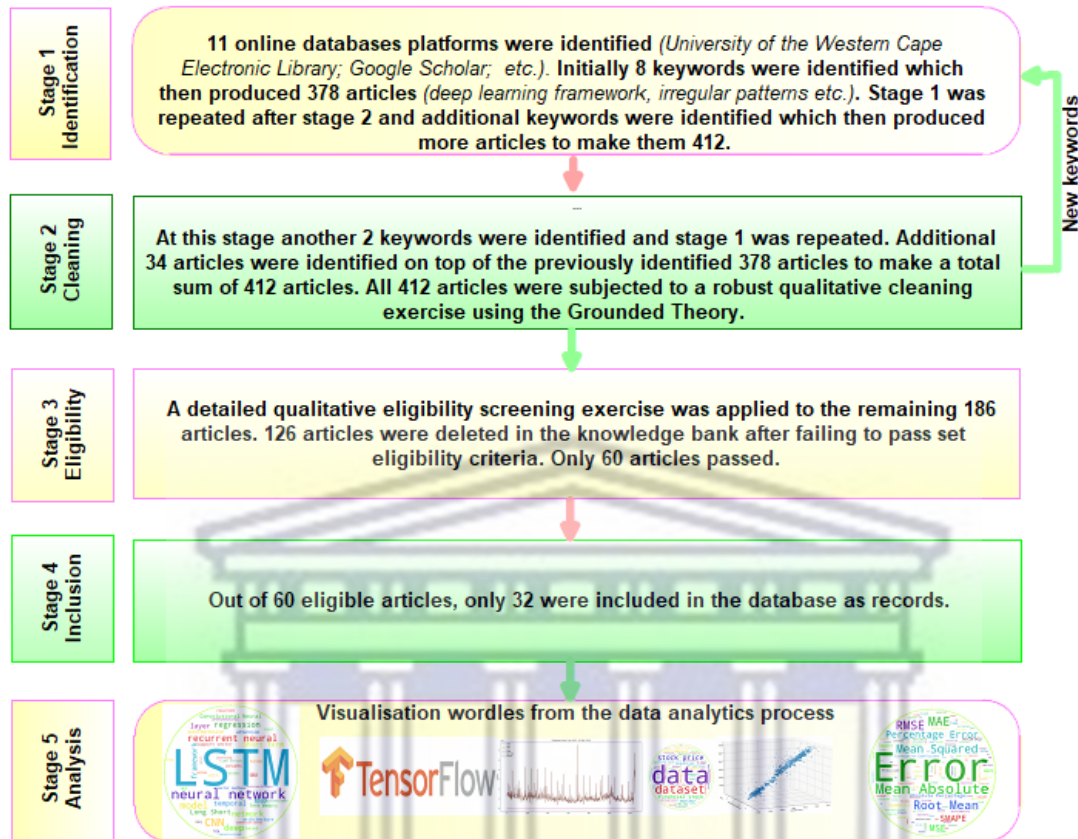 Stage 1
Identification
11 online databases platforms were identified (University of the Western Cape
Electronic Library; Google Scholar; etc.). Initially 8 keywords were identified which
then produced 378 articles (deep learning framework, irregular patterns etc.). Stage 1 was
repeated after stage 2 and additional keywords were identified which then produced
more articles to make them 412.
New keywords
Stage 2
Cleaning
...
At this stage another 2 keywords were identified and stage 1 was repeated. Additional
34 articles were identified on top of the previously identified 378 articles to make a total
sum of 412 articles. All 412 articles were subjected to a robust qualitative cleaning
exercise using the Grounded Theory.
Stage 3
Eligibility
A detailed qualitative eligibility screening exercise was applied to the remaining 186
articles. 126 articles were deleted in the knowledge bank after failing to pass set
eligibility criteria. Only 60 articles passed.
Stage 4
Inclusion
Out of 60 eligible articles, only 32 were included in the database as records.
Stage 5
Analysis
Visualisation wordles from the data analytics process
layer regression
recurrent neural
LSTM
neural network
model temporal
Long Short network
CNN
deep
TensorFlow
stock price
data
dataset
RMSE MAE
Percentage Error
Mean Squared
Error
Mean Absolute
Root Mean
SMAPE
MSE